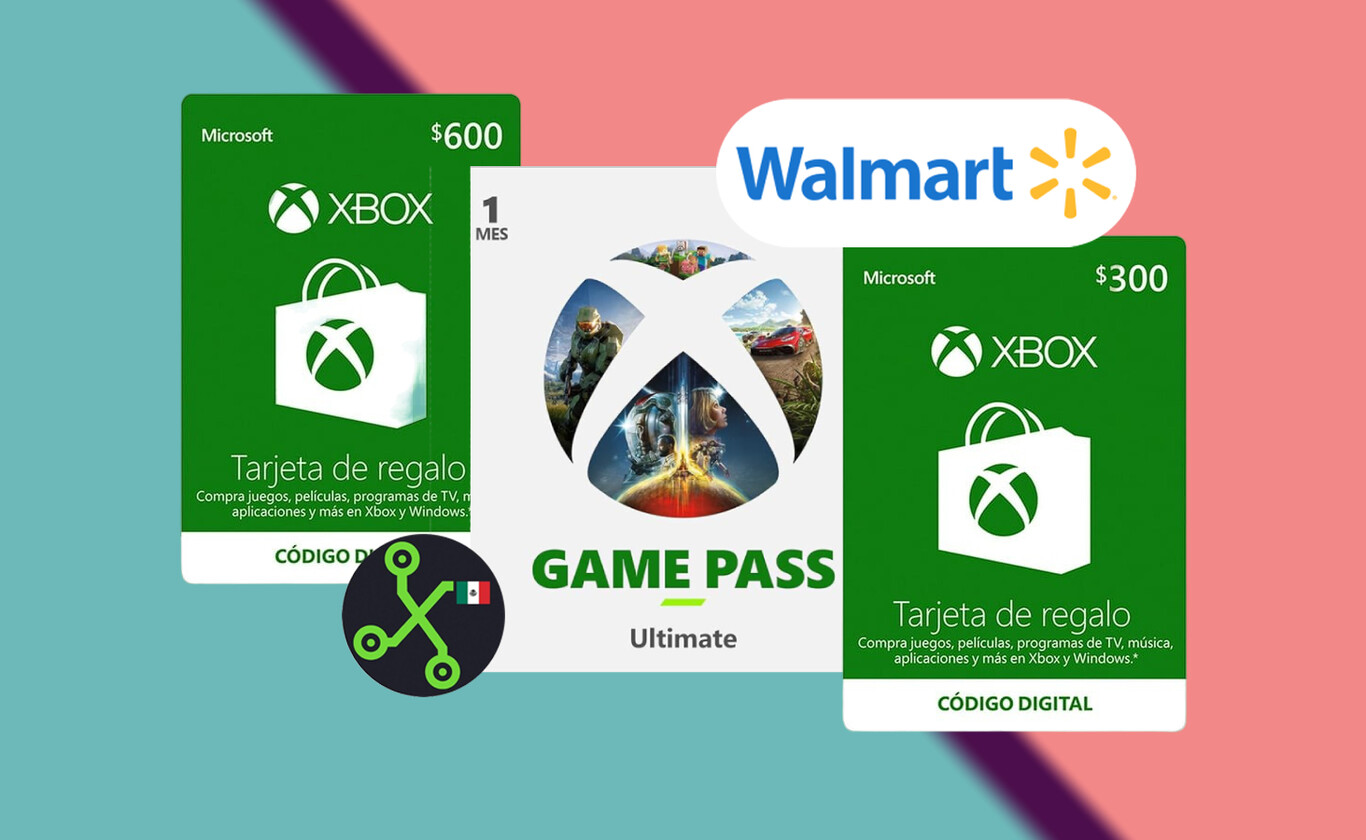 Microsoft
$600
XBOX
Tarjeta de regalo
Compra juegos, películas, programas de TV,
aplicaciones y más en Xbox y Windows.*
CÓDIGO
1
MES
GAME PASS
Ultimate
Walmart
Microsoft
$300
XBOX
Tarjeta de regalo
Compra juegos, películas, programas de TV, música,
aplicaciones y más en Xbox y Windows.*
CÓDIGO DIGITAL